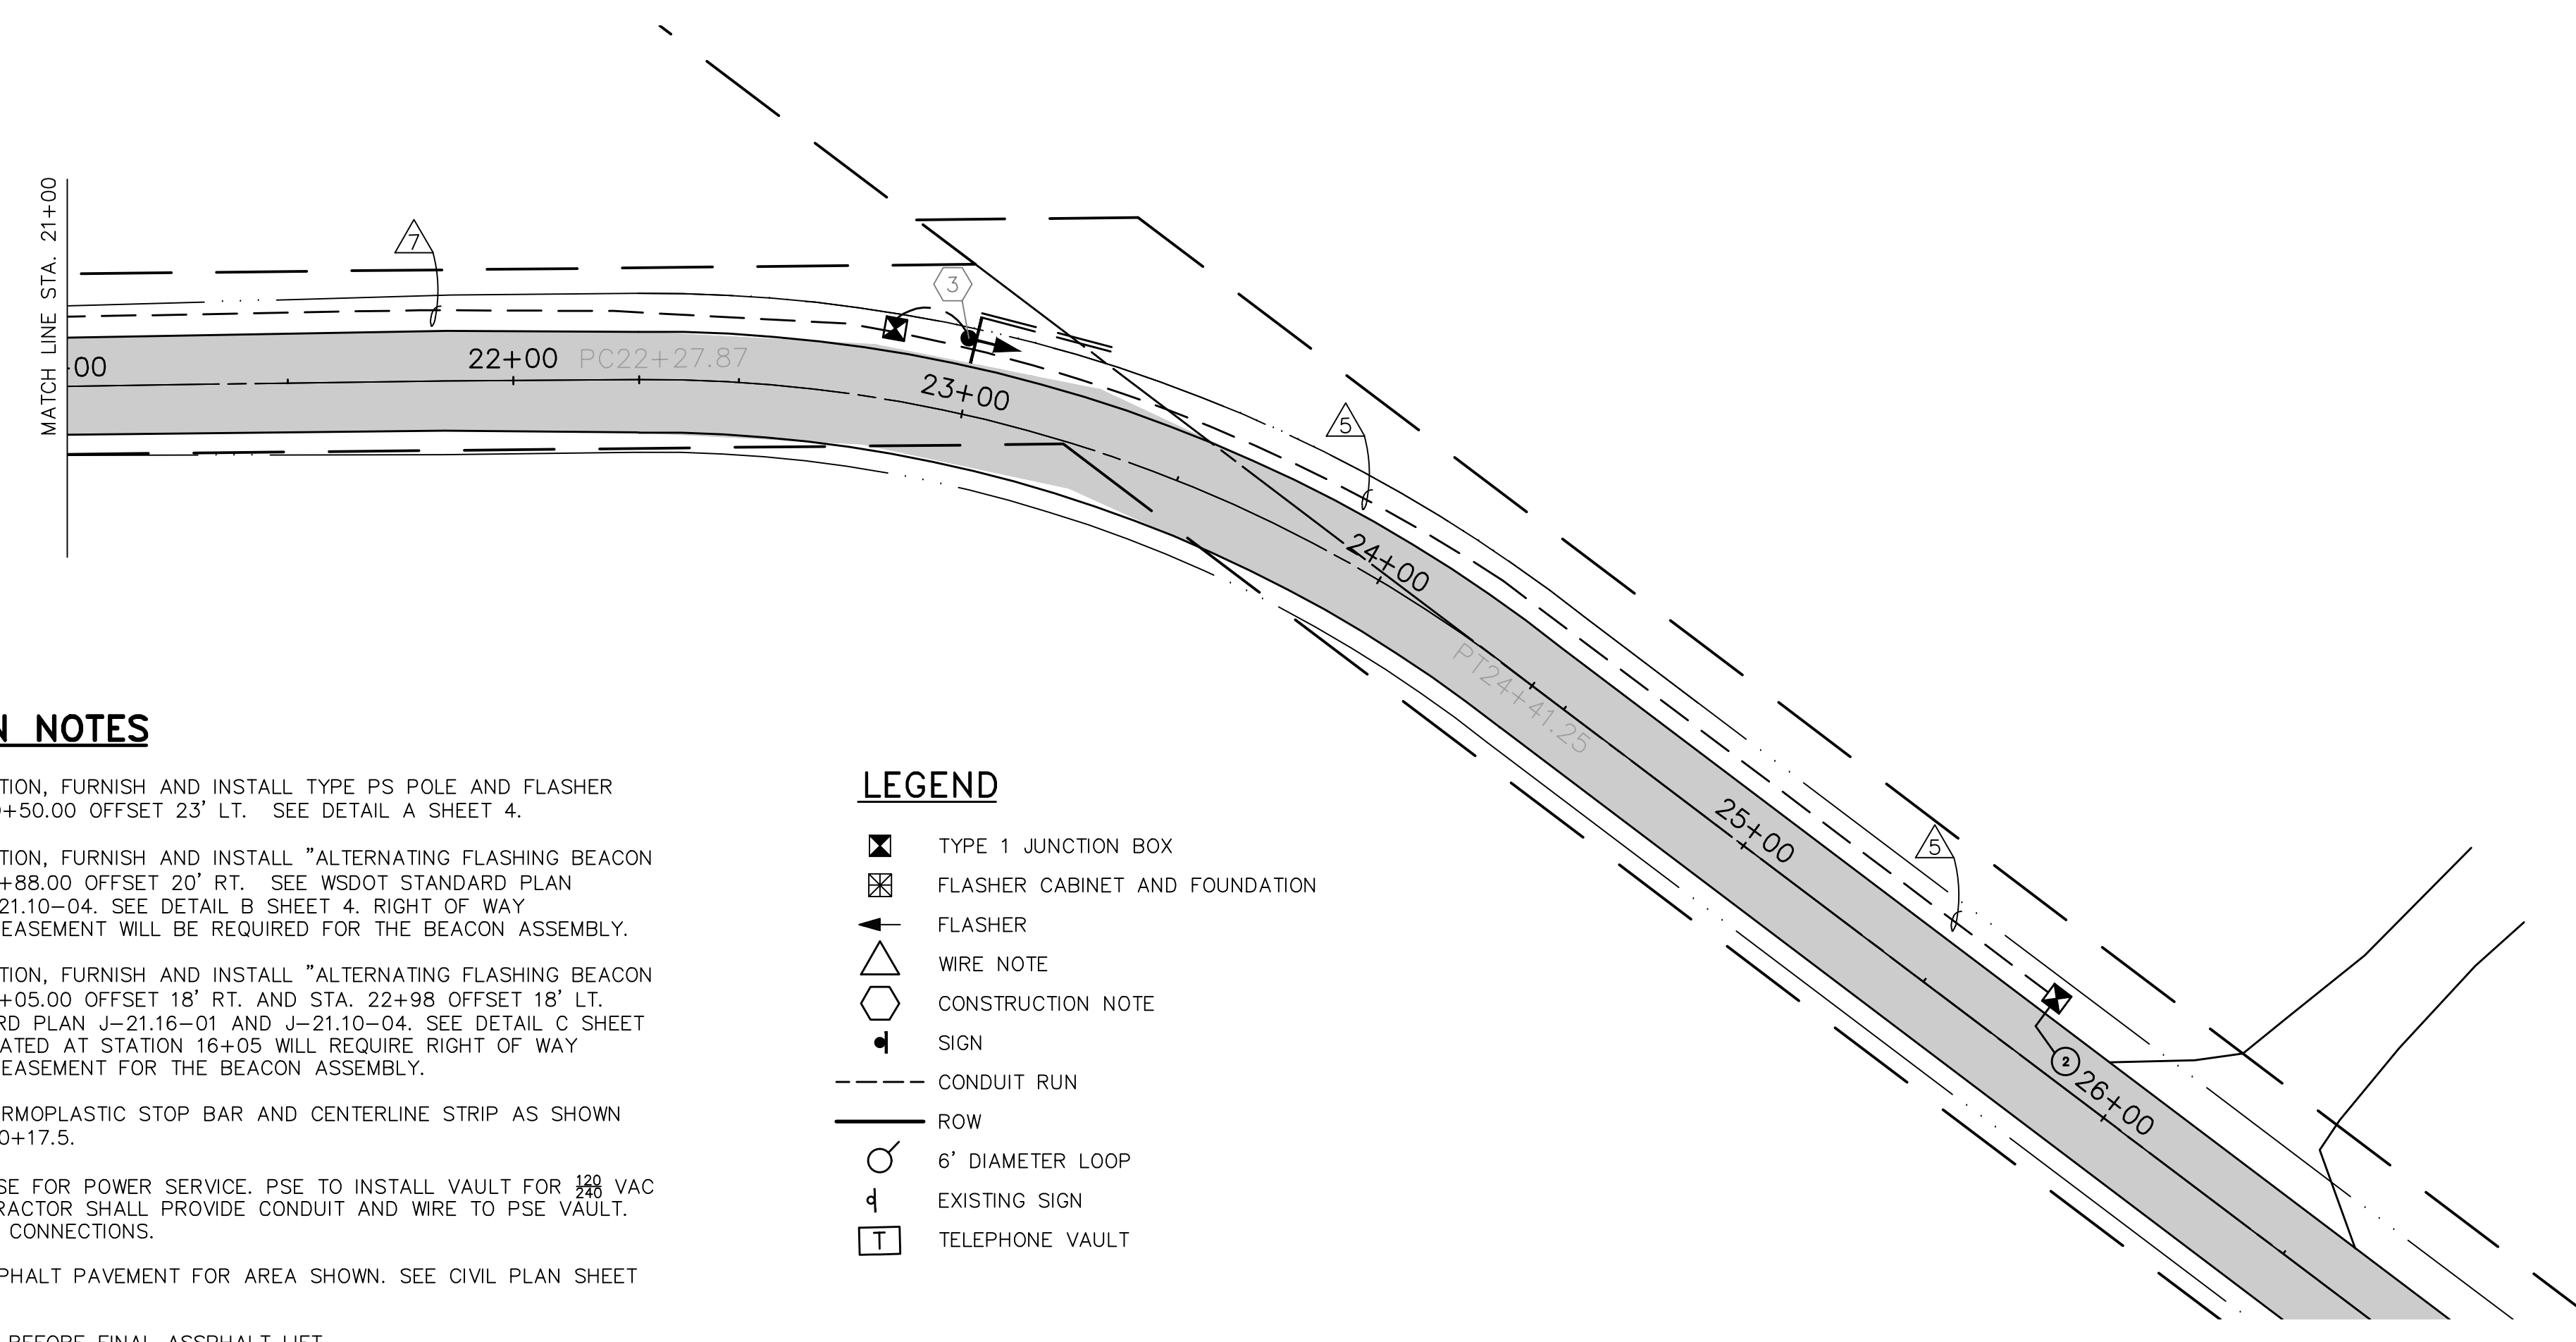 MATCH LINE STA. 21+00
7
3
00
22+00 PC22+27.87
23+00
5
24+00
PT24+41.25
25+00
5
2
26+00
N NOTES
TION, FURNISH AND INSTALL TYPE PS POLE AND FLASHER
+50.00 OFFSET 23' LT. SEE DETAIL A SHEET 4.
TION, FURNISH AND INSTALL "ALTERNATING FLASHING BEACON
+88.00 OFFSET 20' RT. SEE WSDOT STANDARD PLAN
21.10-04. SEE DETAIL B SHEET 4. RIGHT OF WAY
EASEMENT WILL BE REQUIRED FOR THE BEACON ASSEMBLY.
TION, FURNISH AND INSTALL "ALTERNATING FLASHING BEACON
+05.00 OFFSET 18' RT. AND STA. 22+98 OFFSET 18' LT.
RD PLAN J-21.16-01 AND J-21.10-04. SEE DETAIL C SHEET
ATED AT STATION 16+05 WILL REQUIRE RIGHT OF WAY
EASEMENT FOR THE BEACON ASSEMBLY.
RMOPLASTIC STOP BAR AND CENTERLINE STRIP AS SHOWN
0+17.5.
SE FOR POWER SERVICE. PSE TO INSTALL VAULT FOR 120/240 VAC
RACTOR SHALL PROVIDE CONDUIT AND WIRE TO PSE VAULT.
CONNECTIONS.
PHALT PAVEMENT FOR AREA SHOWN. SEE CIVIL PLAN SHEET
BEFORE FINAL ASSPHALT LIFT
LEGEND
TYPE 1 JUNCTION BOX
FLASHER CABINET AND FOUNDATION
FLASHER
WIRE NOTE
CONSTRUCTION NOTE
SIGN
CONDUIT RUN
ROW
6' DIAMETER LOOP
EXISTING SIGN
T TELEPHONE VAULT